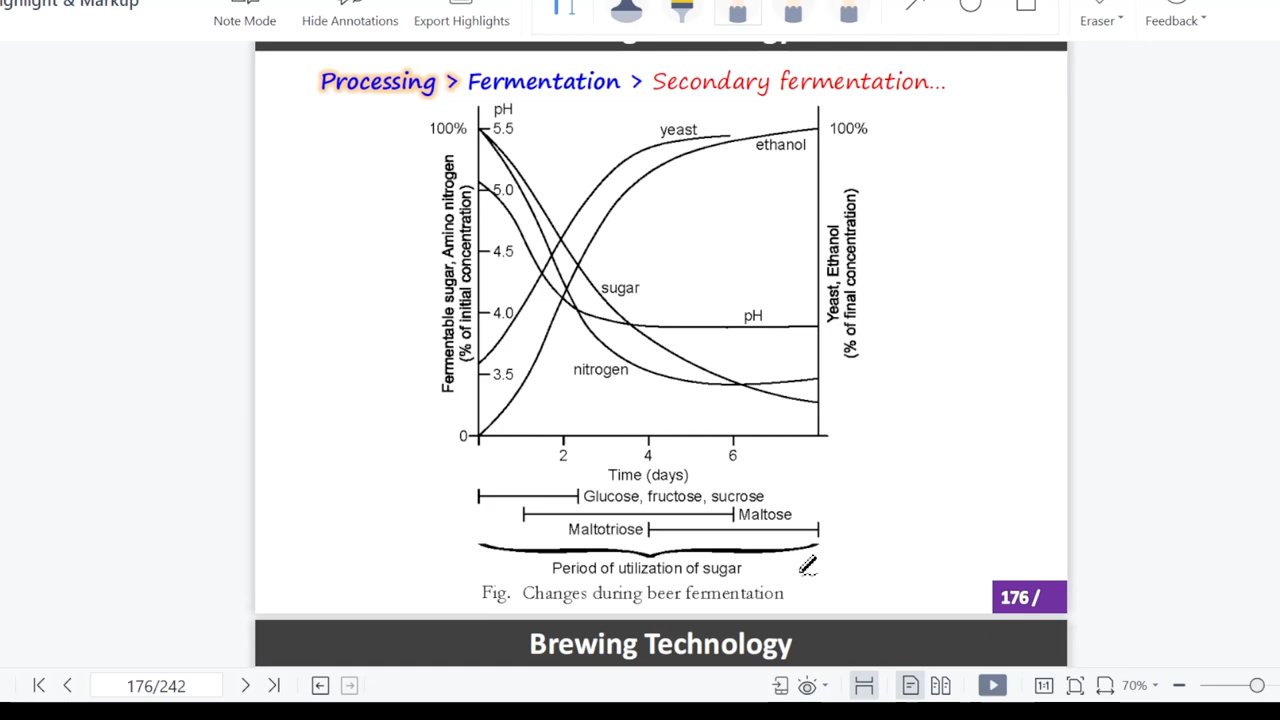 ghlight & Markup
Note Mode
Hide Annotations
Export Highlights
Eraser
Feedback
Processing > Fermentation > Secondary fermentation...
pH
100%
5.5
yeast
100%
ethanol
5.0
4.5
sugar
4.0
pH
nitrogen
3.5
0
Fermentable sugar, Amino nitrogen
(% of initial concentration)
Yeast, Ethanol
(% of final concentration)
2 4 6
Time (days)
Glucose, fructose, sucrose
Maltose
Maltotriose
Period of utilization of sugar
Fig. Changes during beer fermentation
176 /
Brewing Technology
176/242
1:1
70%